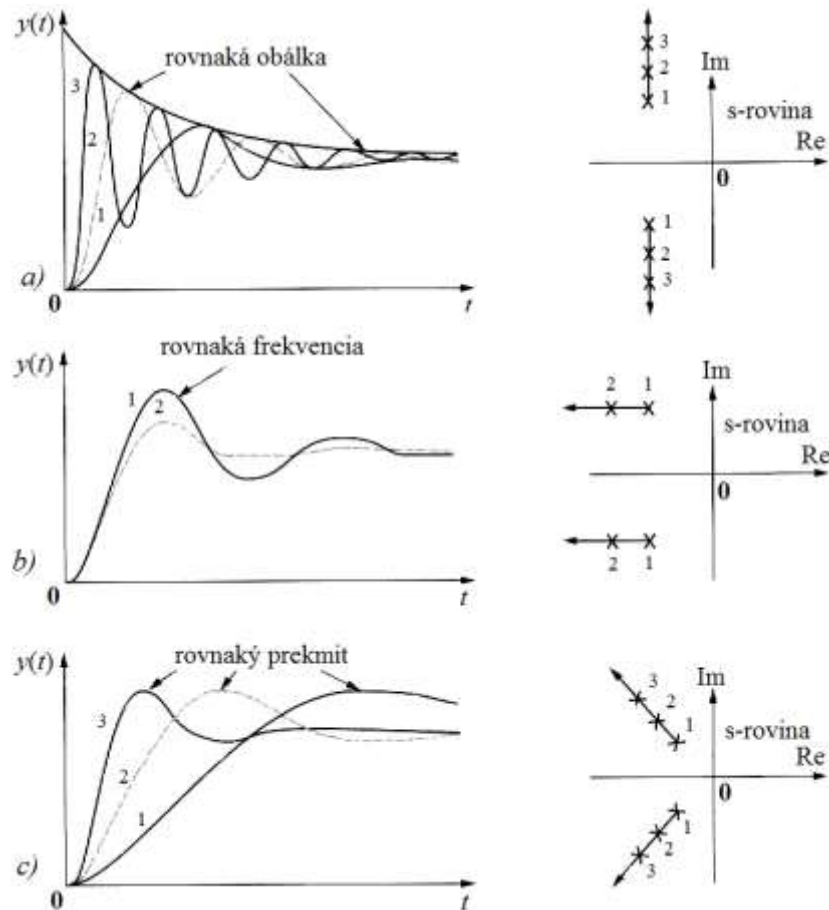 y(t)
rovnaká obálka
3
2
1
a)
0
t
3
2
1
Im
s-rovina
Re
0
1
2
3
y(t)
rovnaká frekvencia
1
2
b)
0
t
Im
2 1
s-rovina
Re
0
2 1
y(t)
rovnaký prekmit
3
2
1
c)
0
t
Im
3
2
1
s-rovina
Re
0
1
2
3